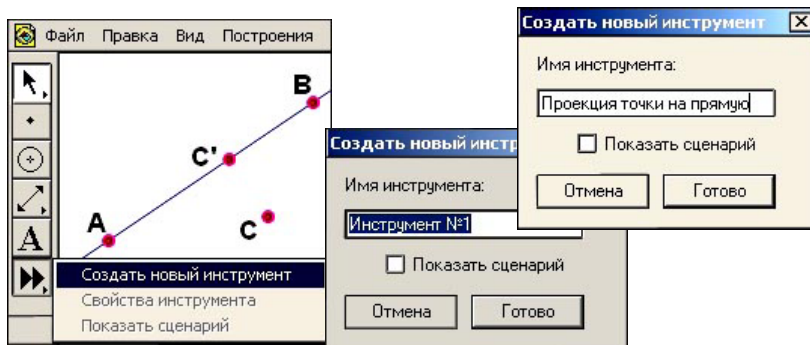 Файл Правка Вид Построения
B
C'
A
C
A
Создать новый инструмент
Свойства инструмента
Показать сценарий
Создать новый инстр
Имя инструмента:
Инструмент №1
Показать сценарий
Отмена Готово
Создать новый инструмент
Имя инструмента:
Проекция точки на прямую
Показать сценарий
Отмена Готово